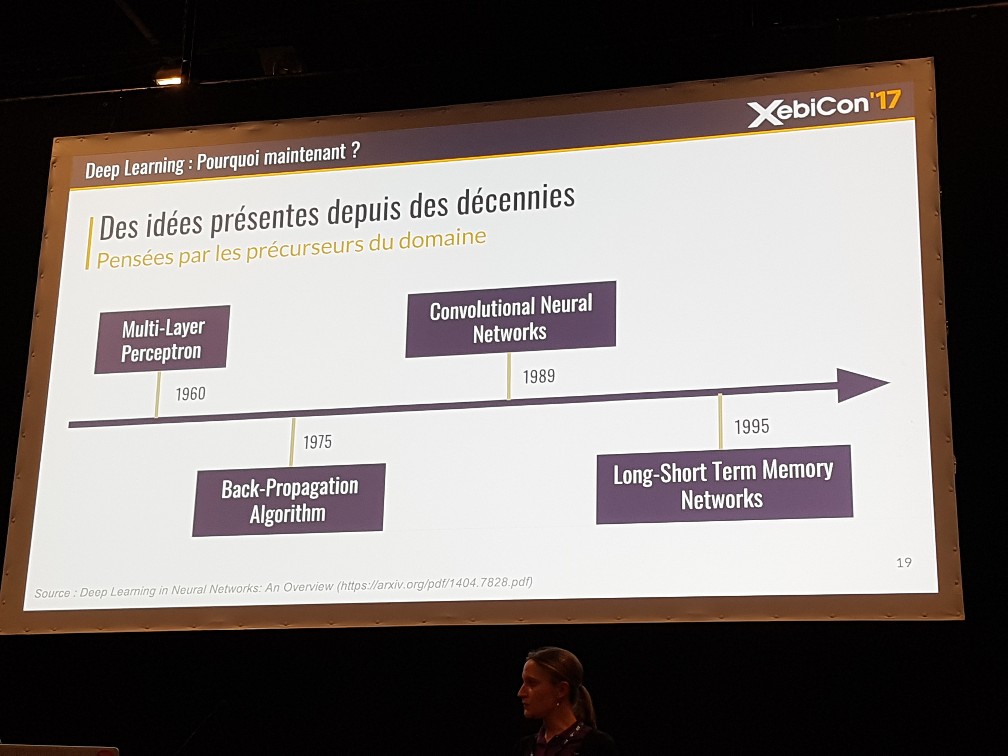 XebiCon'17
Deep Learning : Pourquoi maintenant ?
Des idées présentes depuis des décennies
Pensées par les précurseurs du domaine
Multi-Layer
Perceptron
1960
1975
Back-Propagation
Algorithm
Convolutional Neural
Networks
1989
1995
Long-Short Term Memory
Networks
19
Source : Deep Learning in Neural Networks: An Overview (https://arxiv.org/pdf/1404.7828.pdf)